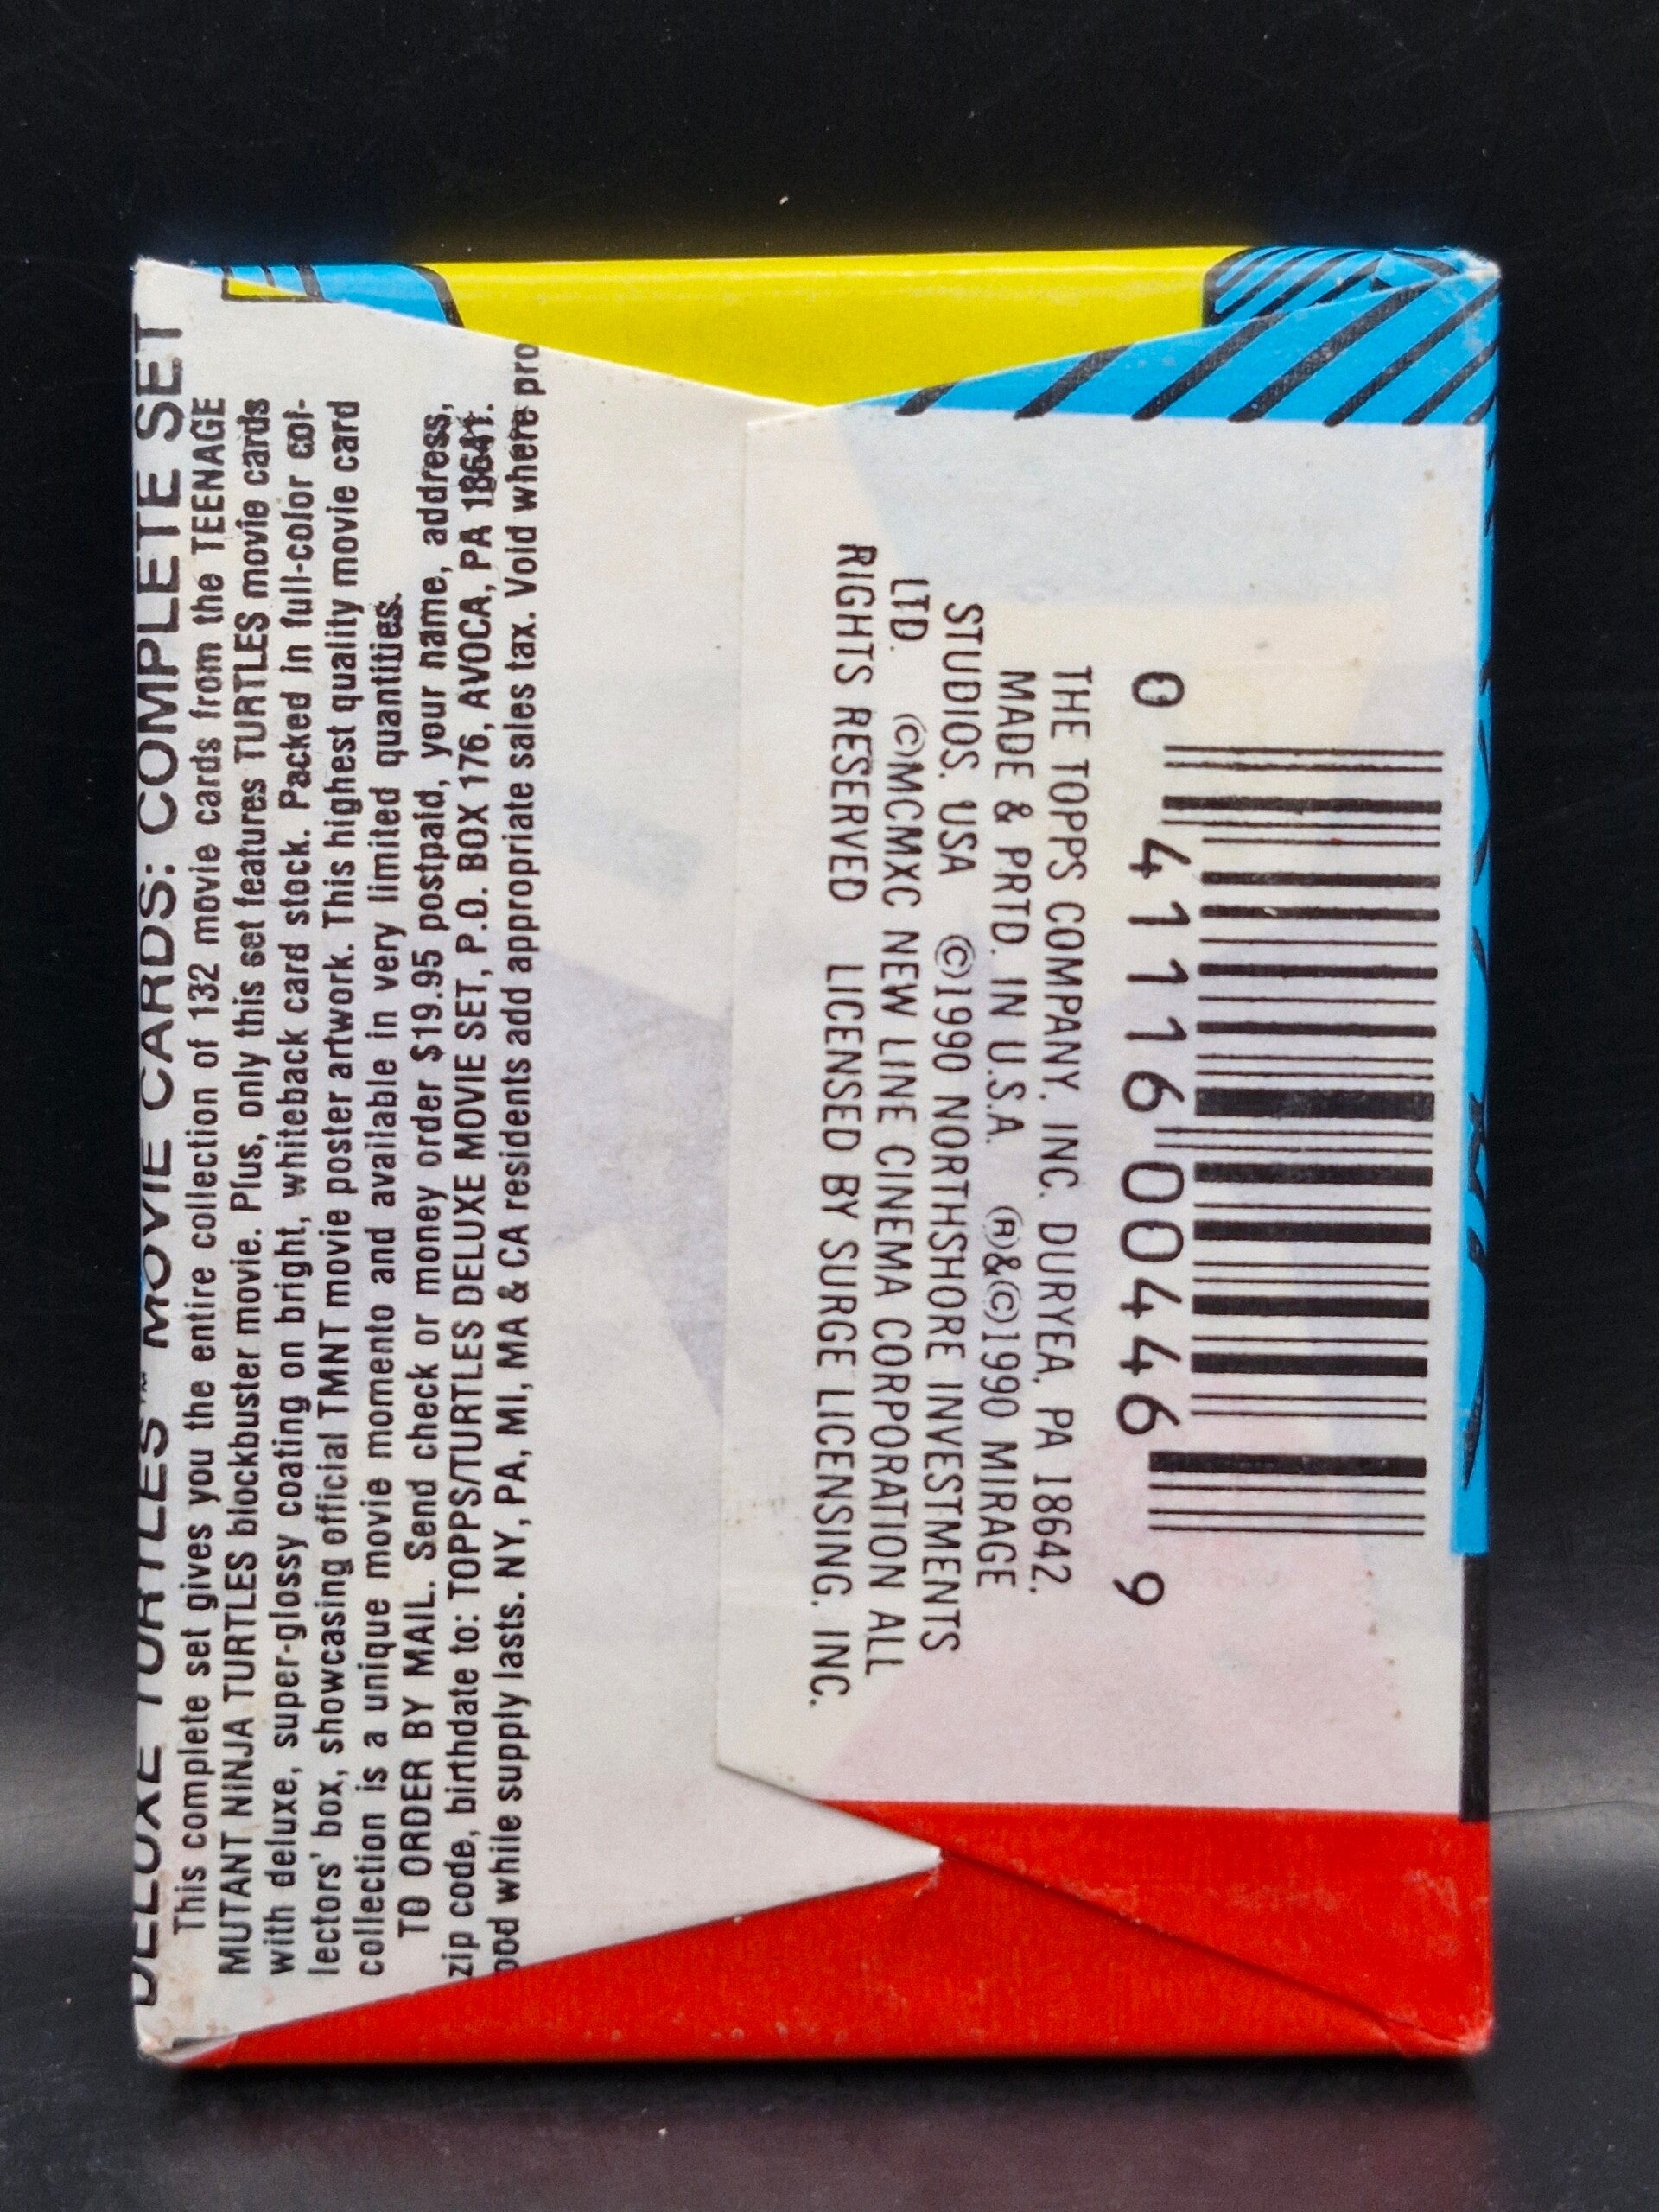 DELUXE TURTLES™ MOVIE CARDS: COMPLETE SET
This complete set gives you the entire collection of 132 movie cards from the TEENAGE
MUTANT NINJA TURTLES blockbuster movie. Plus, only this set features TURTLES movie cards
with deluxe, super-glossy coating on bright, whiteback card stock. Packed in full-color col-
lectors' box, showcasing official TMNT movie poster artwork. This highest quality movie card
collection is a unique movie momento and available in very limited quantities.
TO ORDER BY MAIL. Send check or money order $19.95 postpaid, your name, address,
zip code, birthdate to: TOPPS/TURTLES DELUXE MOVIE SET, P.O. BOX 176, AVOCA, PA 18641.
ood while supply lasts. NY, PA, MI, MA & CA residents add appropriate sales tax. Void where pro
0 41116 00446 9
THE TOPPS COMPANY, INC. DURYEA, PA 18642.
MADE & PRTD. IN U.S.A. ®&©1990 MIRAGE
STUDIOS, USA ©1990 NORTHSHORE INVESTMENTS
LTD. ©MCMXC NEW LINE CINEMA CORPORATION ALL
RIGHTS RESERVED LICENSED BY SURGE LICENSING, INC.